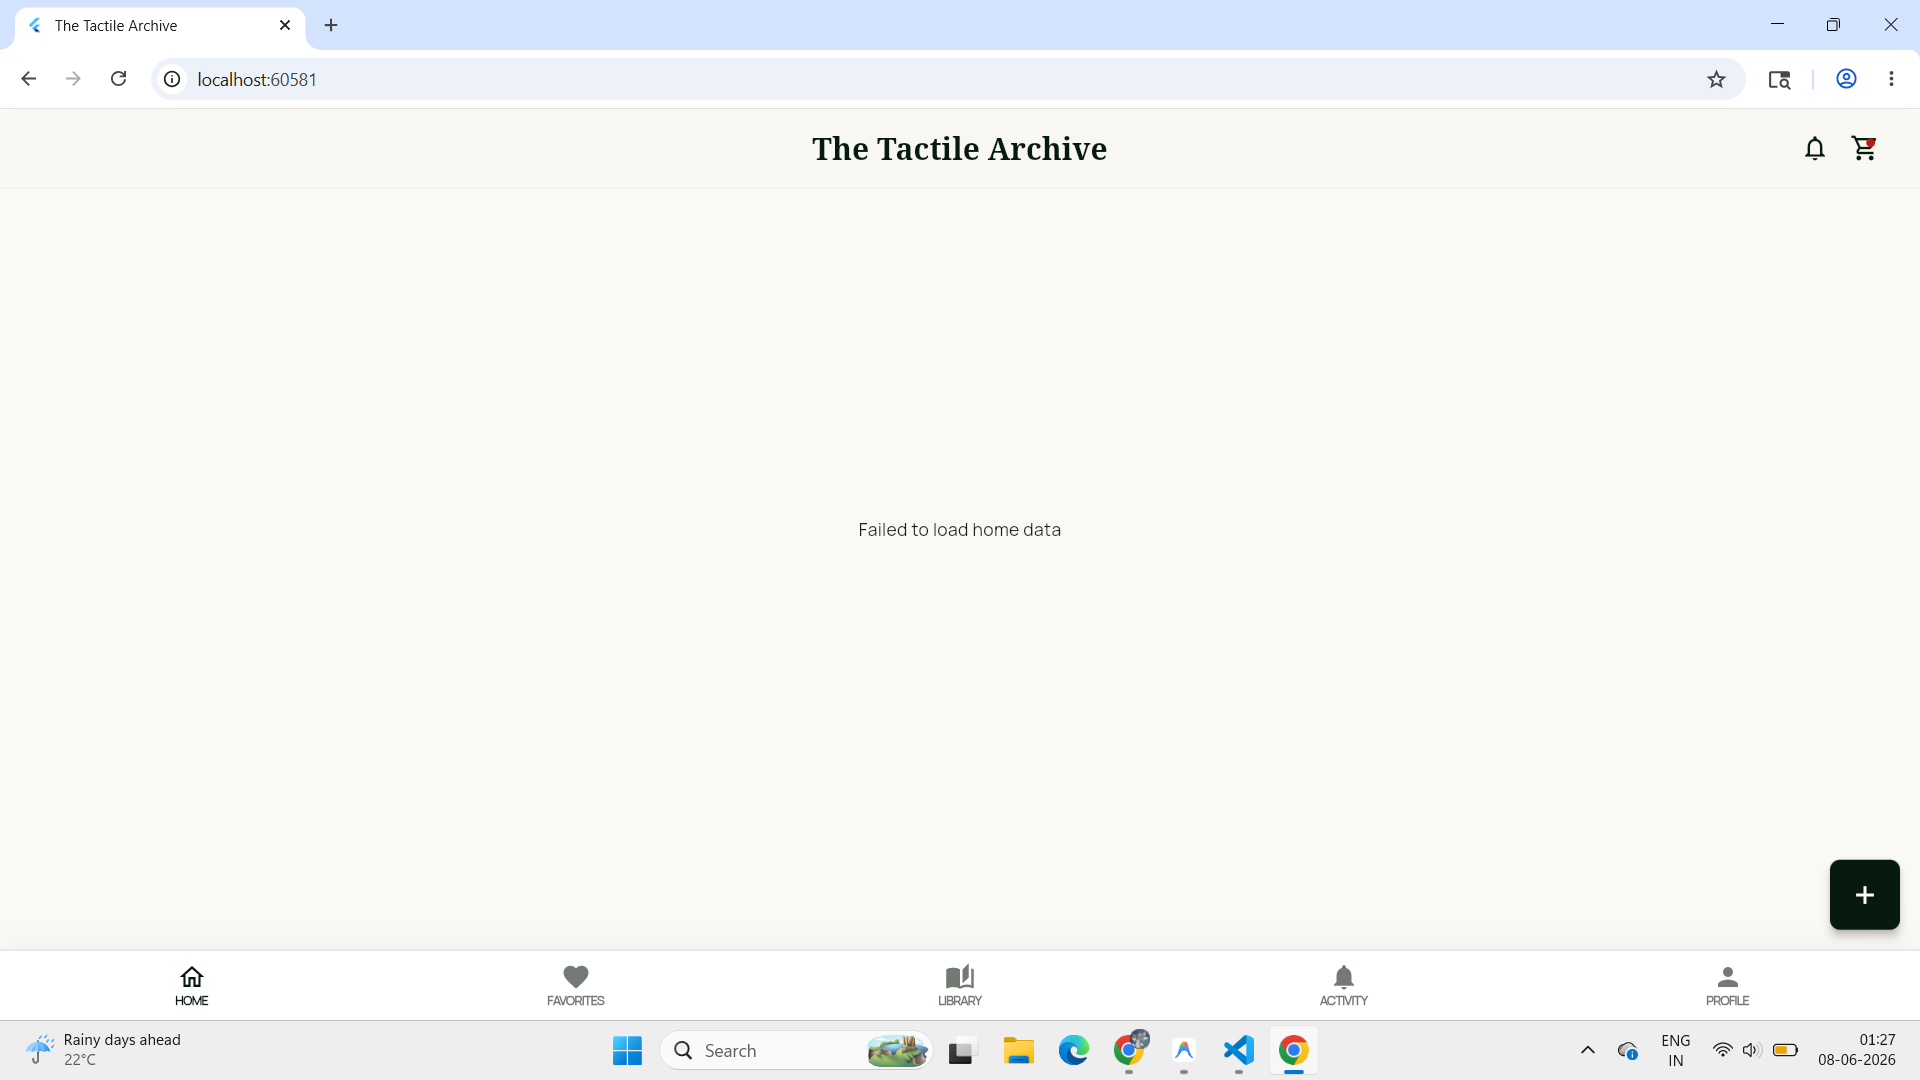 The Tactile Archive
localhost:60581
The Tactile Archive
Failed to load home data
HOME
FAVORITES
LIBRARY
ACTIVITY
PROFILE
Rainy days ahead
22°C
Search
ENG
IN
01:27
08-06-2026